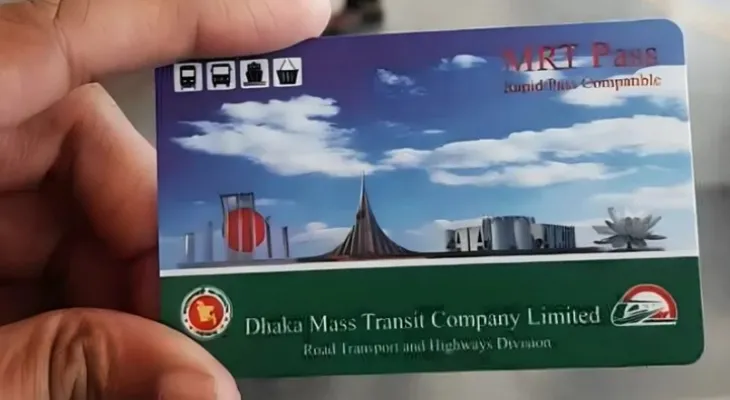 MRT Pass
Rapid Pass Compatible
Dhaka Mass Transit Company Limited
Road Transport and Highways Division